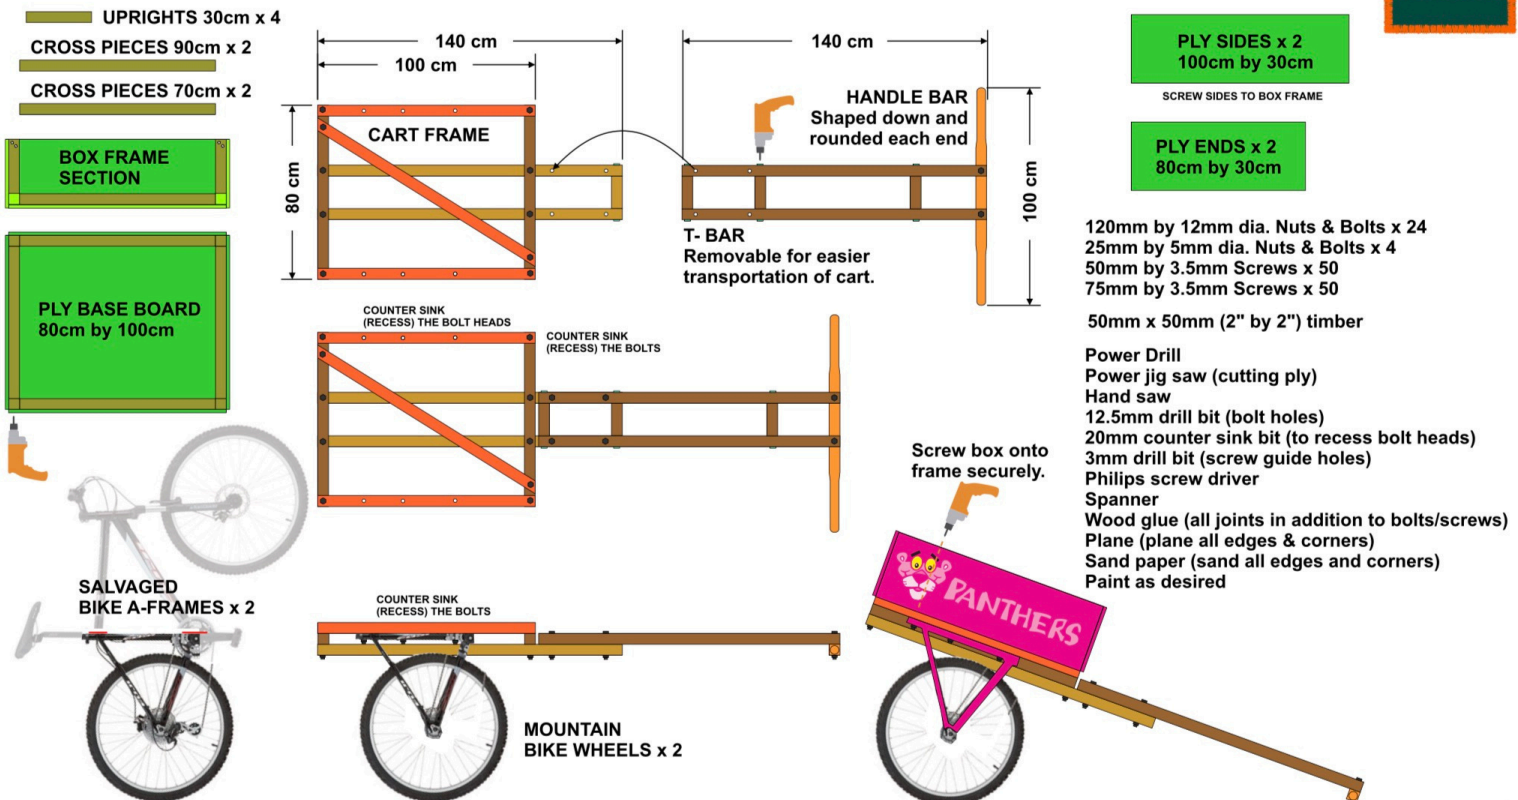 UPRIGHTS 30cm x 4
CROSS PIECES 90cm x 2
CROSS PIECES 70cm x 2
BOX FRAME
SECTION
PLY BASE BOARD
80cm by 100cm
SALVAGED
BIKE A-FRAMES x 2
140 cm
100 cm
CART FRAME
80 cm
140 cm
HANDLE BAR
Shaped down and
rounded each end
100 cm
T- BAR
Removable for easier
transportation of cart.
COUNTER SINK
(RECESS) THE BOLT HEADS
COUNTER SINK
(RECESS) THE BOLTS
COUNTER SINK
(RECESS) THE BOLTS
MOUNTAIN
BIKE WHEELS x 2
Screw box onto
frame securely.
PANTHERS
PLY SIDES x 2
100cm by 30cm
SCREW SIDES TO BOX FRAME
PLY ENDS x 2
80cm by 30cm
120mm by 12mm dia. Nuts & Bolts x 24
25mm by 5mm dia. Nuts & Bolts x 4
50mm by 3.5mm Screws x 50
75mm by 3.5mm Screws x 50
50mm x 50mm (2" by 2") timber
Power Drill
Power jig saw (cutting ply)
Hand saw
12.5mm drill bit (bolt holes)
20mm counter sink bit (to recess bolt heads)
3mm drill bit (screw guide holes)
Philips screw driver
Spanner
Wood glue (all joints in addition to bolts/screws)
Plane (plane all edges & corners)
Sand paper (sand all edges and corners)
Paint as desired